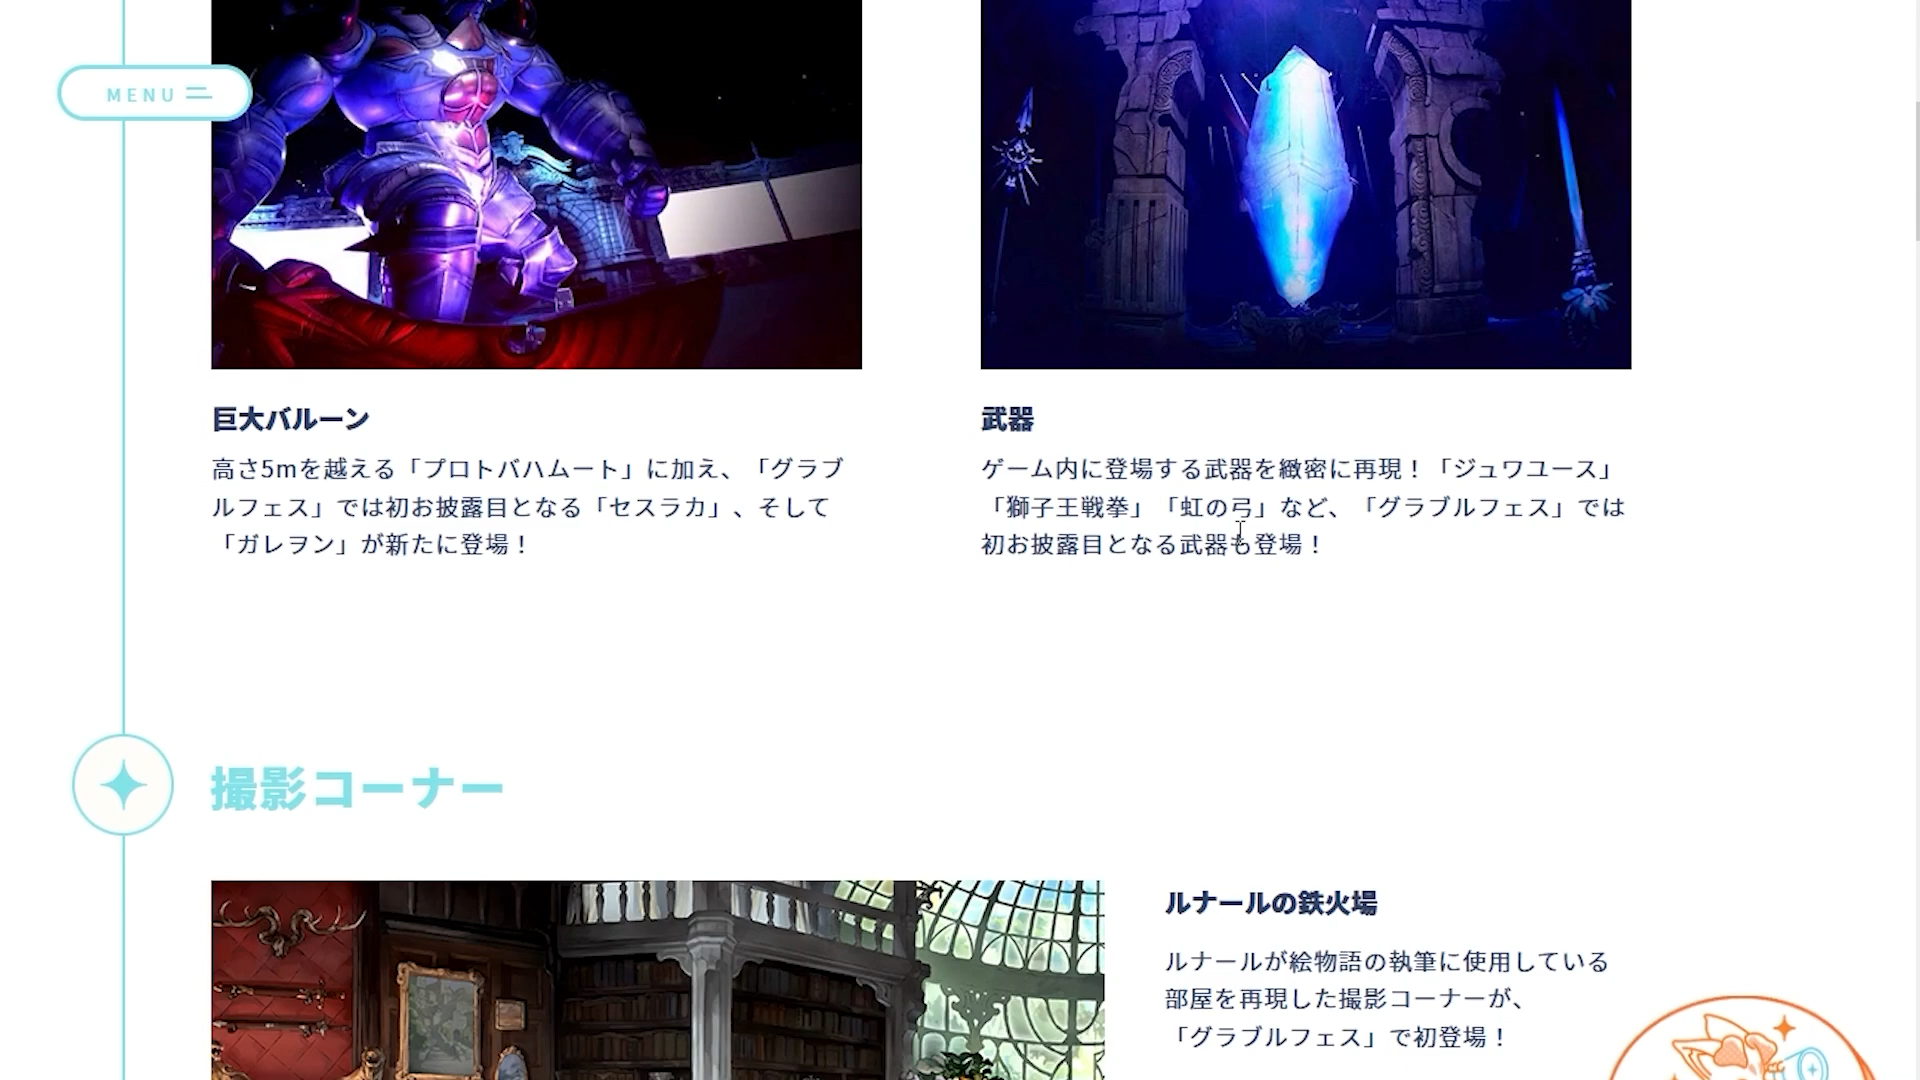 MENU
巨大バルーン
高さ5mを越える「プロトバハムート」に加え、「グラブ
ルフェス」では初お披露目となる「セスラカ」、そして
「ガレヲン」が新たに登場！
武器
ゲーム内に登場する武器を緻密に再現！「ジュワユース」
「獅子王戦拳」「虹の弓」など、「グラブルフェス」では
初お披露目となる武器も登場！
撮影コーナー
ルナールの鉄火場
ルナールが絵物語の執筆に使用している
部屋を再現した撮影コーナーが、
「グラブルフェス」で初登場！